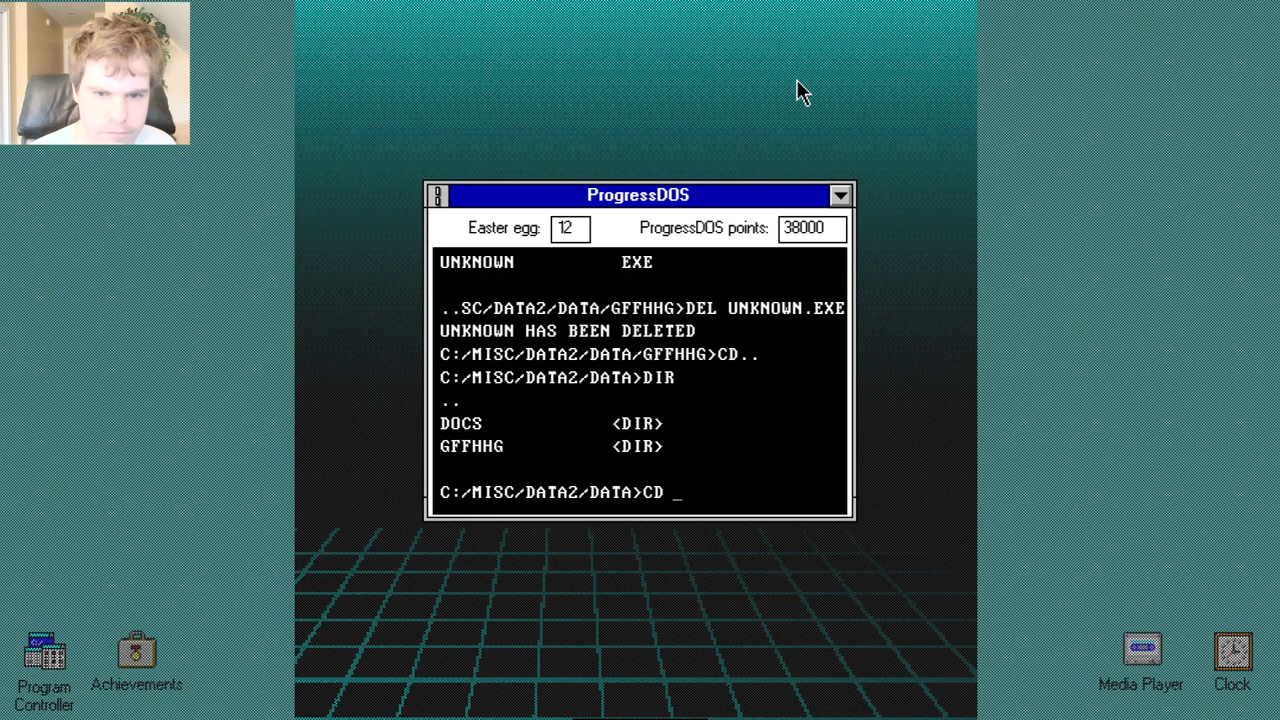 ProgressDOS
Easter egg: 12 ProgressDOS points: 38000
UNKNOWN EXE
..SC/DATA2/DATA/GFFHHG>DEL UNKNOWN.EXE
UNKNOWN HAS BEEN DELETED
C:/MISC/DATA2/DATA/GFFHHG>CD..
C:/MISC/DATA2/DATA>DIR
..
DOCS <DIR>
GFFHHG <DIR>
C:/MISC/DATA2/DATA>CD _
Program
Controller
Achievements
Media Player
Clock